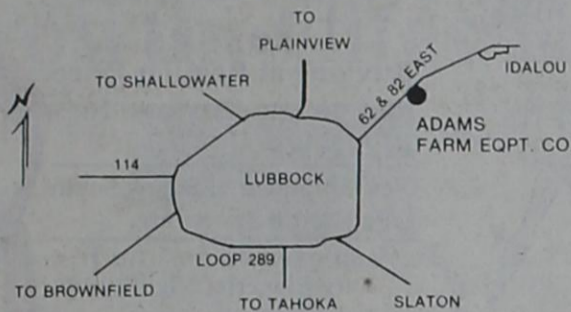 TO
PLAINVIEW
TO SHALLOWATER
62 & 82 EAST
IDALOU
N
ADAMS
FARM EQPT. CO
114
LUBBOCK
LOOP 289
TO BROWNFIELD
TO TAHOKA
SLATON